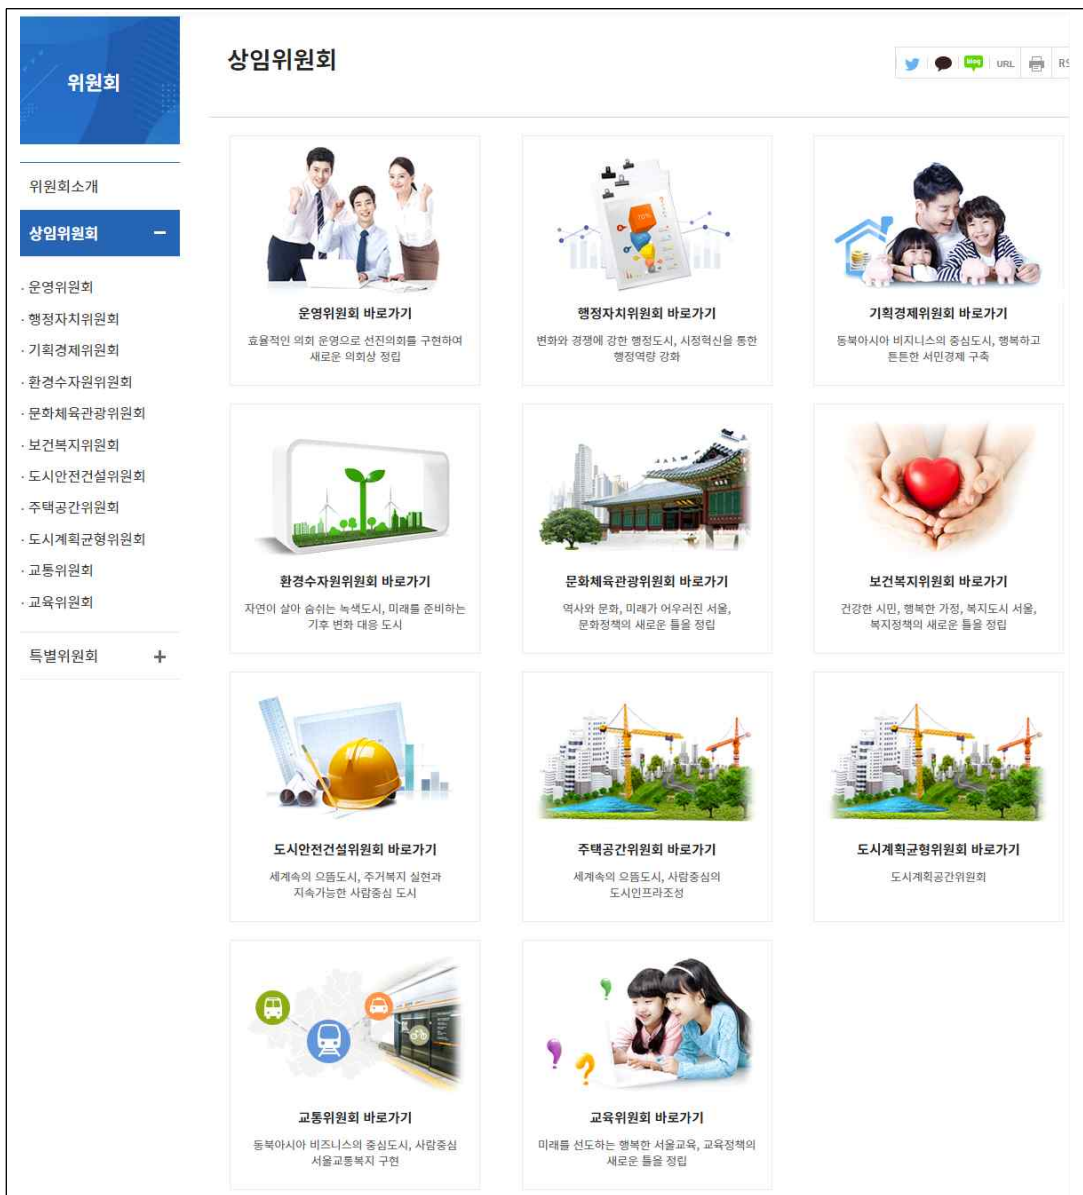 위원회
위원회소개
상임위원회
· 운영위원회
· 행정자치위원회
· 기획경제위원회
· 환경수자원위원회
· 문화체육관광위원회
· 보건복지위원회
· 도시안전건설위원회
· 주택공간위원회
· 도시계획균형위원회
· 교통위원회
· 교육위원회
특별위원회
상임위원회
blog URL RS
운영위원회 바로가기
효율적인 의회 운영으로 선진의회를 구현하여
새로운 의회상 정립
행정자치위원회 바로가기
변화와 경쟁에 강한 행정도시, 시정혁신을 통한
행정역량 강화
기획경제위원회 바로가기
동북아시아 비지니스의 중심도시, 행복하고
튼튼한 서민경제 구축
환경수자원위원회 바로가기
자연이 살아 숨쉬는 녹색도시, 미래를 준비하는
기후 변화 대응 도시
문화체육관광위원회 바로가기
역사와 문화, 미래가 어우러진 서울,
문화정책의 새로운 틀을 정립
보건복지위원회 바로가기
건강한 시민, 행복한 가정, 복지도시 서울,
복지정책의 새로운 틀을 정립
도시안전건설위원회 바로가기
세계속의 으뜸도시, 주거복지 실현과
지속가능한 사람중심 도시
주택공간위원회 바로가기
세계속의 으뜸도시, 사람중심의
도시인프라조성
도시계획균형위원회 바로가기
도시계획공간위원회
교통위원회 바로가기
동북아시아 비즈니스의 중심도시, 사람중심
서울교통복지 구현
교육위원회 바로가기
미래를 선도하는 행복한 서울교육, 교육정책의
새로운 틀을 정립